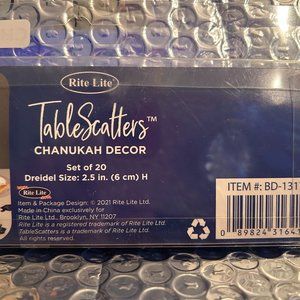 Rite Lite®
TableScatters™
CHANUKAH DECOR
Set of 20
Dreidel Size: 2.5 in. (6 cm) H
Rite Lite
ITEM #: BD-131
Item & Package Design: © 2021 Rite Lite Ltd.
Made in China exclusively for
Rite Lite Ltd. Brooklyn, NY 11207
Rite Lite is a registered trademark of Rite Lite Ltd.
TableScatters is a trademark of Rite Lite Ltd.
All rights reserved.
0 89824 3164